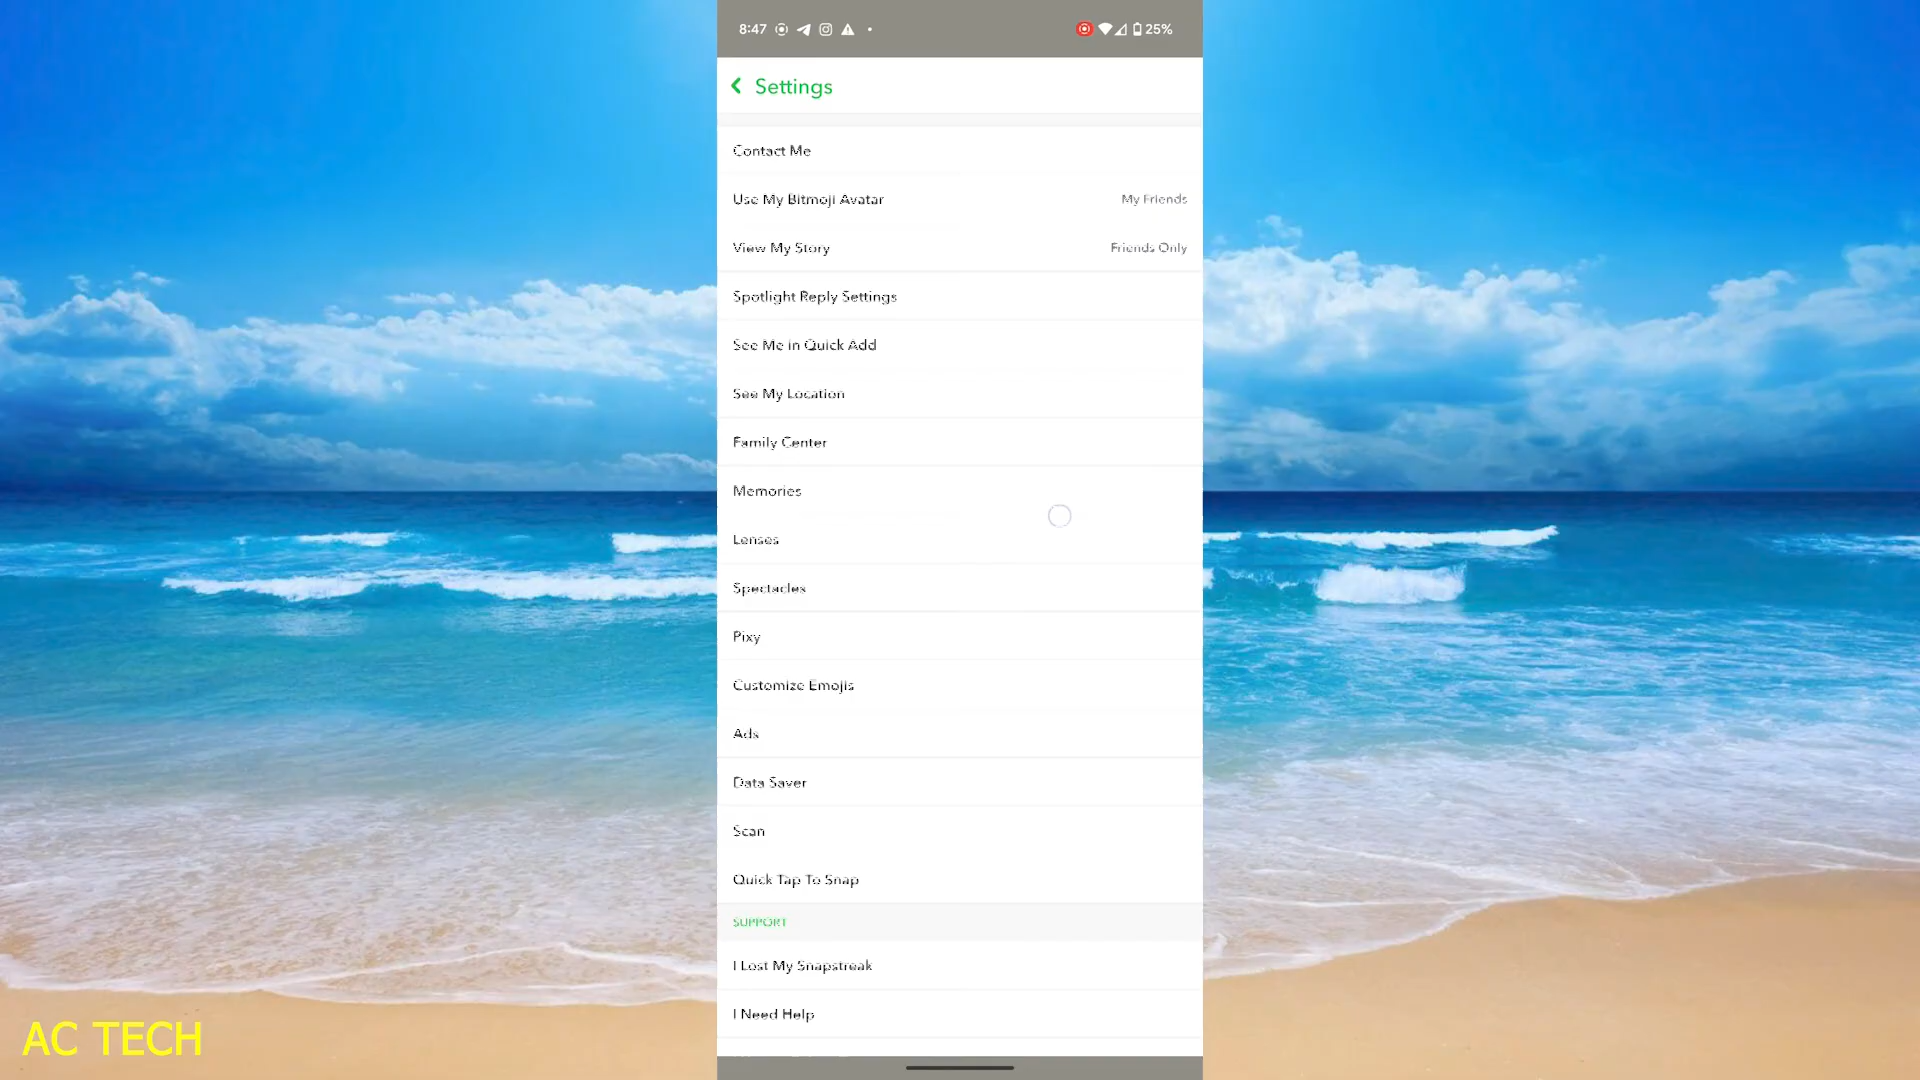 8:47 25%
Settings
Contact Me
Use My Bitmoji Avatar My Friends
View My Story Friends Only
Spotlight Reply Settings
See Me in Quick Add
See My Location
Family Center
Memories
Lenses
Spectacles
Pixy
Customize Emojis
Ads
Data Saver
Scan
Quick Tap To Snap
SUPPORT
I Lost My Snapstreak
I Need Help
AC TECH